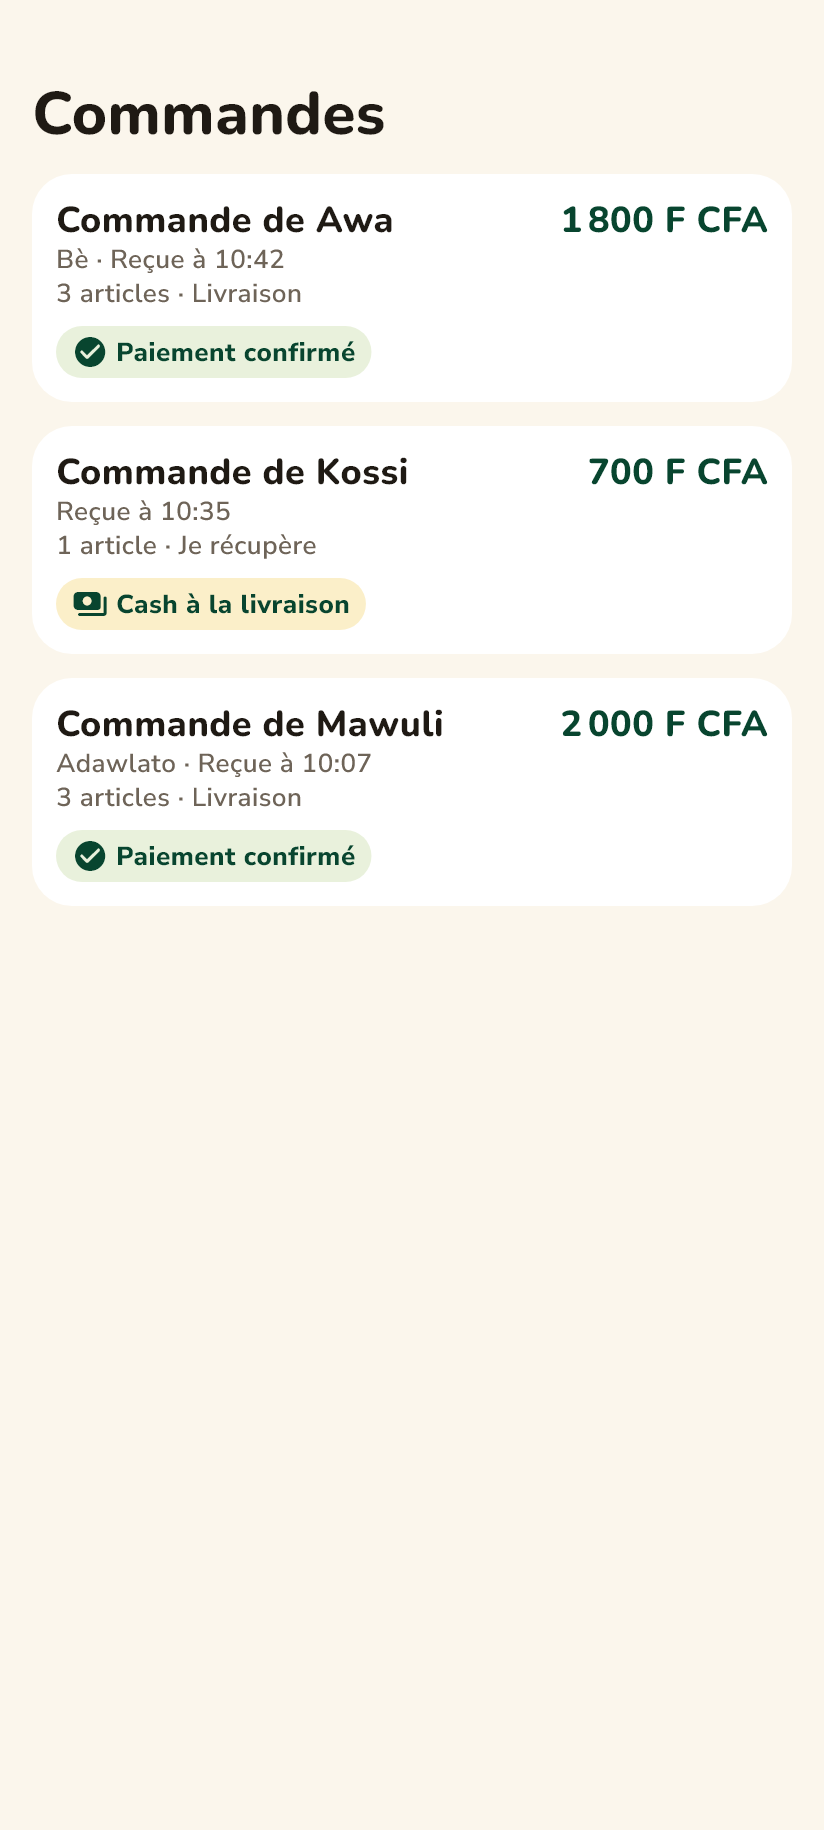 Commandes
Commande de Awa
1 800 F CFA
Bè · Reçue à 10:42
3 articles · Livraison
Paiement confirmé
Commande de Kossi
700 F CFA
Reçue à 10:35
1 article · Je récupère
Cash à la livraison
Commande de Mawuli
2 000 F CFA
Adawlato · Reçue à 10:07
3 articles · Livraison
Paiement confirmé